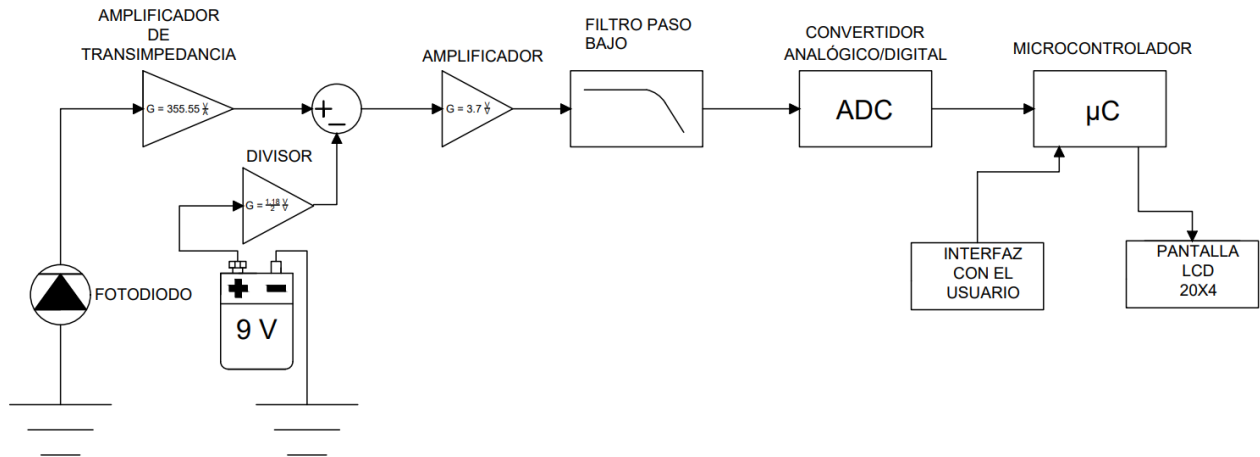 AMPLIFICADOR
DE
TRANSIMPEDANCIA
G = 355.55 V/A
+
−
DIVISOR
G = 1.18/2 V/V
+ −
9 V
FOTODIODO
AMPLIFICADOR
G = 3.7 V/V
FILTRO PASO
BAJO
CONVERTIDOR
ANALÓGICO/DIGITAL
ADC
MICROCONTROLADOR
µC
INTERFAZ
CON EL
USUARIO
PANTALLA
LCD
20X4